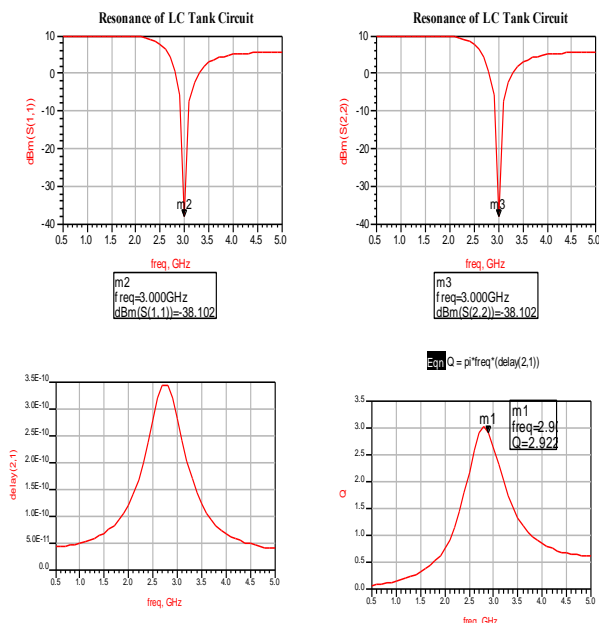 Resonance of LC Tank Circuit
10
0
-10
-20
-30
-40
dBm(S(1,1))
m2
0.5 1.0 1.5 2.0 2.5 3.0 3.5 4.0 4.5 5.0
freq, GHz
m2
freq=3.000GHz
dBm(S(1,1))=-38.102
Resonance of LC Tank Circuit
10
0
-10
-20
-30
-40
dBm(S(2,2))
m3
0.5 1.0 1.5 2.0 2.5 3.0 3.5 4.0 4.5 5.0
freq, GHz
m3
freq=3.000GHz
dBm(S(2,2))=-38.102
3.5E-10
3.0E-10
2.5E-10
2.0E-10
1.5E-10
1.0E-10
5.0E-11
0.0
delay(2,1)
0.5 1.0 1.5 2.0 2.5 3.0 3.5 4.0 4.5 5.0
freq, GHz
Eqn Q = pi*freq*(delay(2,1))
3.5
3.0
2.5
2.0
1.5
1.0
0.5
0.0
Q
m1
m1
Q=2.922
0.5 1.0 1.5 2.0 2.5 3.0 3.5 4.0 4.5 5.0
freq, GHz